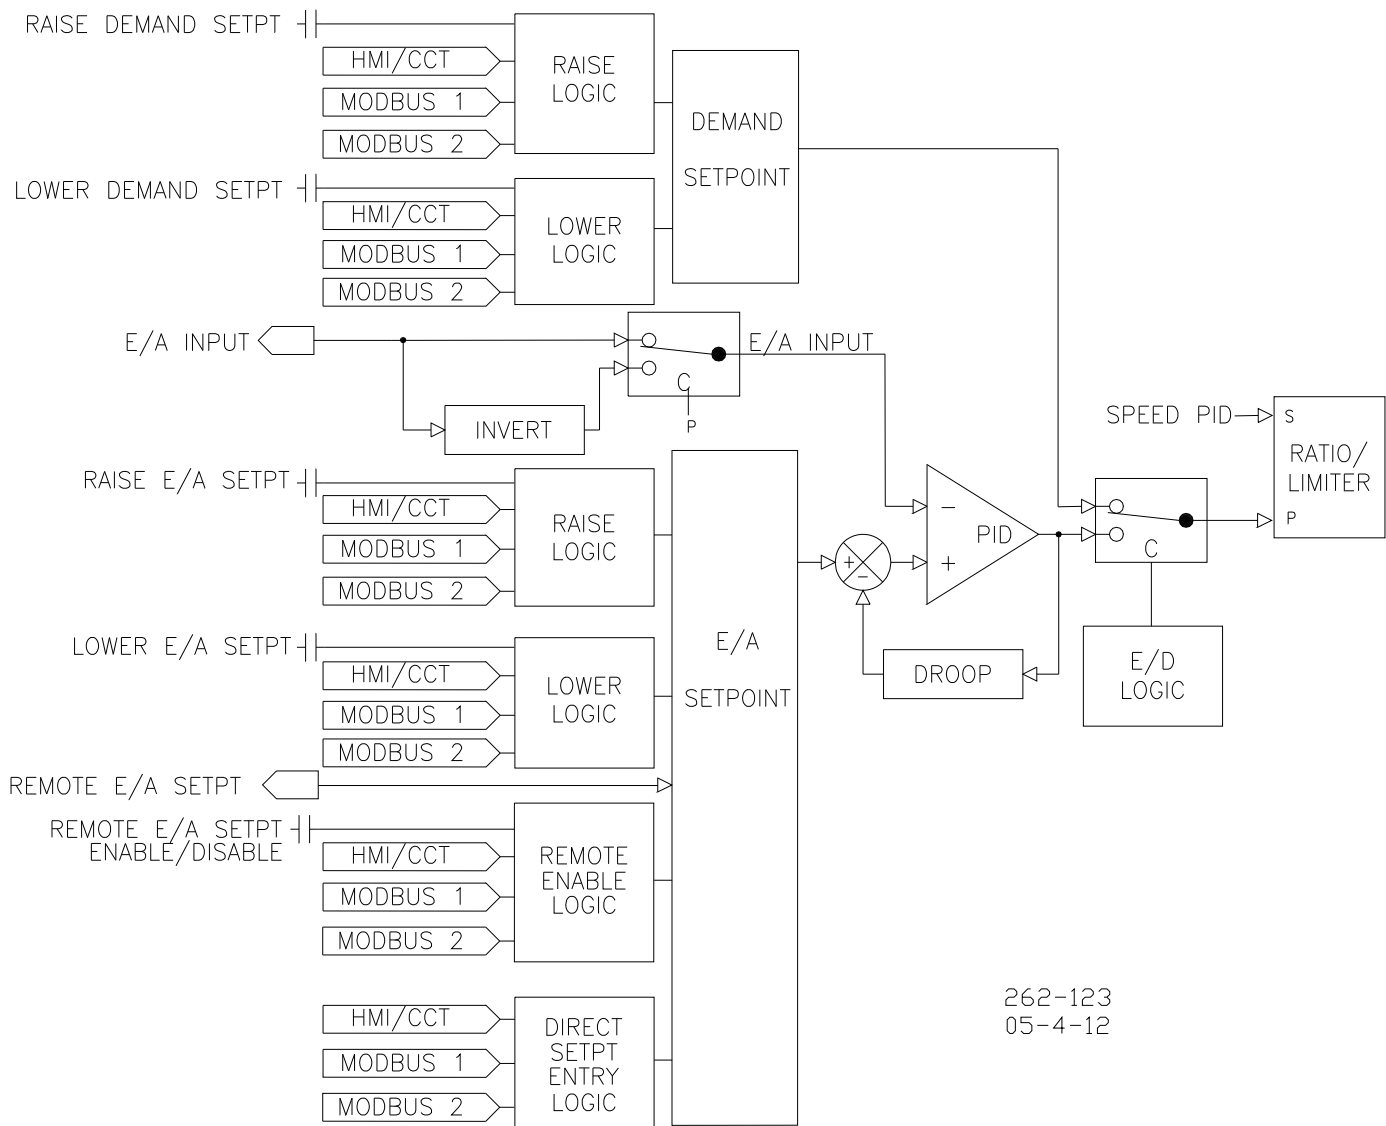 RAISE DEMAND SETPT
HMI/CCT
MODBUS 1
MODBUS 2
RAISE
LOGIC
LOWER DEMAND SETPT
HMI/CCT
MODBUS 1
MODBUS 2
LOWER
LOGIC
DEMAND
SETPOINT
E/A INPUT
INVERT
C
P
E/A INPUT
RAISE E/A SETPT
HMI/CCT
MODBUS 1
MODBUS 2
RAISE
LOGIC
LOWER E/A SETPT
HMI/CCT
MODBUS 1
MODBUS 2
LOWER
LOGIC
REMOTE E/A SETPT
REMOTE E/A SETPT
ENABLE/DISABLE
HMI/CCT
MODBUS 1
MODBUS 2
REMOTE
ENABLE
LOGIC
HMI/CCT
MODBUS 1
MODBUS 2
DIRECT
SETPT
ENTRY
LOGIC
E/A
SETPOINT
+
−
−
+
PID
DROOP
C
E/D
LOGIC
SPEED PID
S
RATIO/
LIMITER
P
262-123
05-4-12